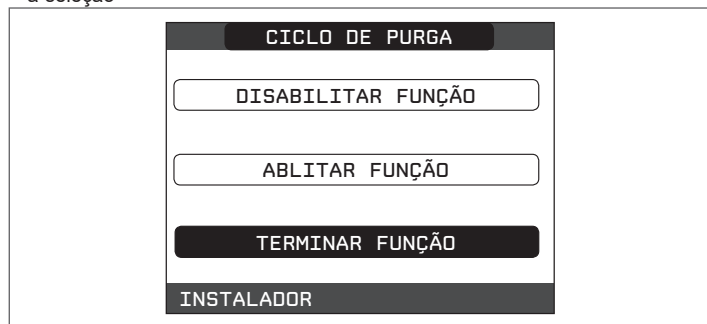 a seleção
CICLO DE PURGA
DISABILITAR FUNÇÃO
ABLITAR FUNÇÃO
TERMINAR FUNÇÃO
INSTALADOR